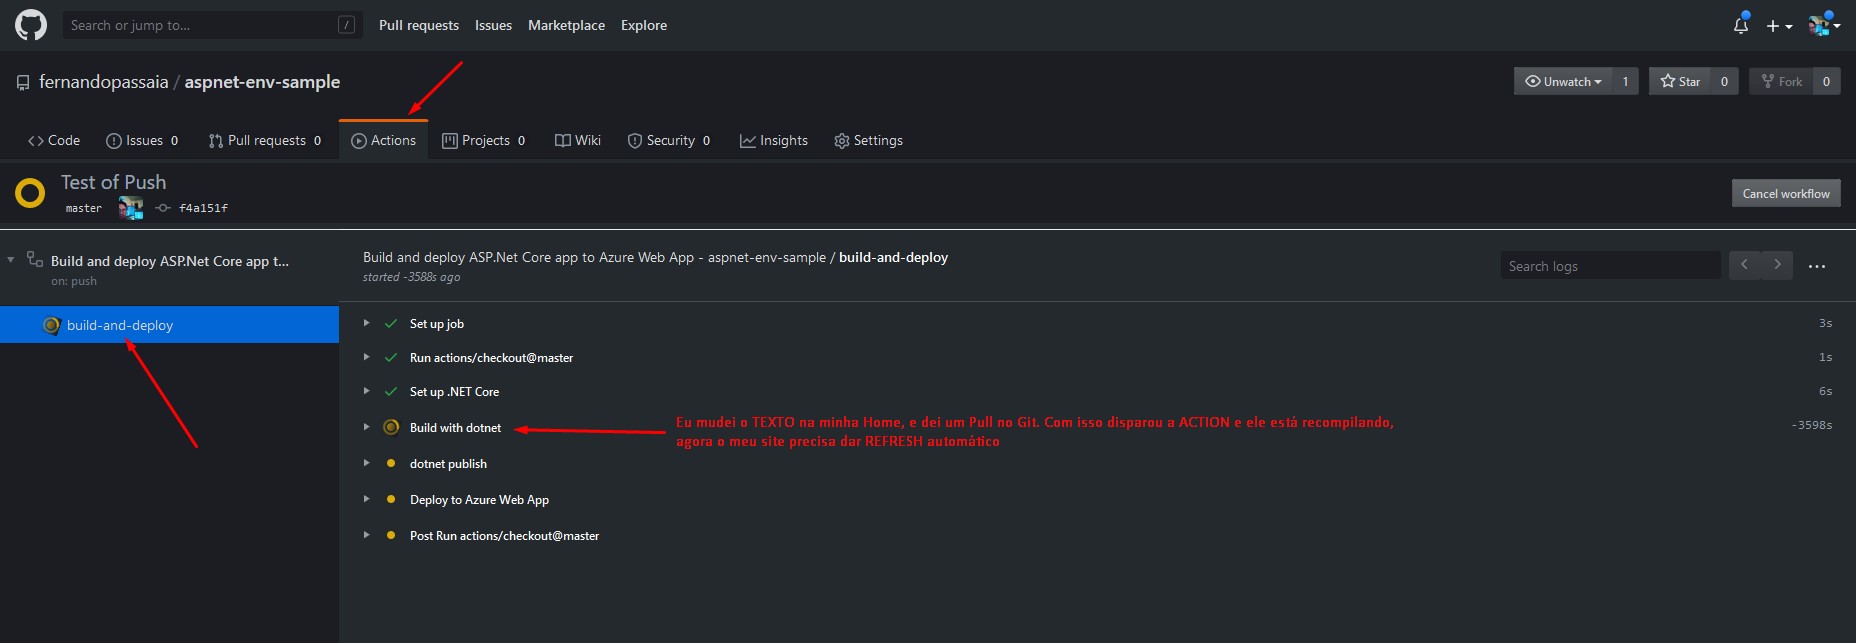 Search or jump to... /
Pull requests Issues Marketplace Explore
fernandopassaia / aspnet-env-sample
Unwatch 1 Star 0 Fork 0
Code Issues 0 Pull requests 0 Actions Projects 0 Wiki Security 0 Insights Settings
Test of Push
master f4a151f
Cancel workflow
Build and deploy ASP.Net Core app t...
on: push
build-and-deploy
Build and deploy ASP.Net Core app to Azure Web App - aspnet-env-sample / build-and-deploy
started -3588s ago
Search logs
Set up job 3s
Run actions/checkout@master 1s
Set up .NET Core 6s
Build with dotnet -3598s
Eu mudei o TEXTO na minha Home, e dei um Pull no Git. Com isso disparou a ACTION e ele está recompilando,
agora o meu site precisa dar REFRESH automático
dotnet publish
Deploy to Azure Web App
Post Run actions/checkout@master